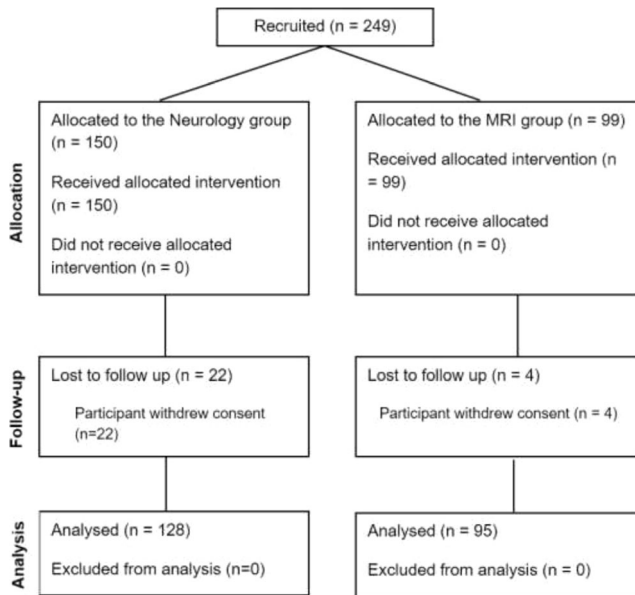 Recruited (n = 249)
Allocation
Allocated to the Neurology group
(n = 150)
Received allocated intervention
(n = 150)
Did not receive allocated
intervention (n = 0)
Allocated to the MRI group (n = 99)
Received allocated intervention (n
= 99)
Did not receive allocated
intervention (n = 0)
Follow-up
Lost to follow up (n = 22)
Participant withdrew consent
(n=22)
Lost to follow up (n = 4)
Participant withdrew consent (n = 4)
Analysis
Analysed (n = 128)
Excluded from analysis (n=0)
Analysed (n = 95)
Excluded from analysis (n = 0)